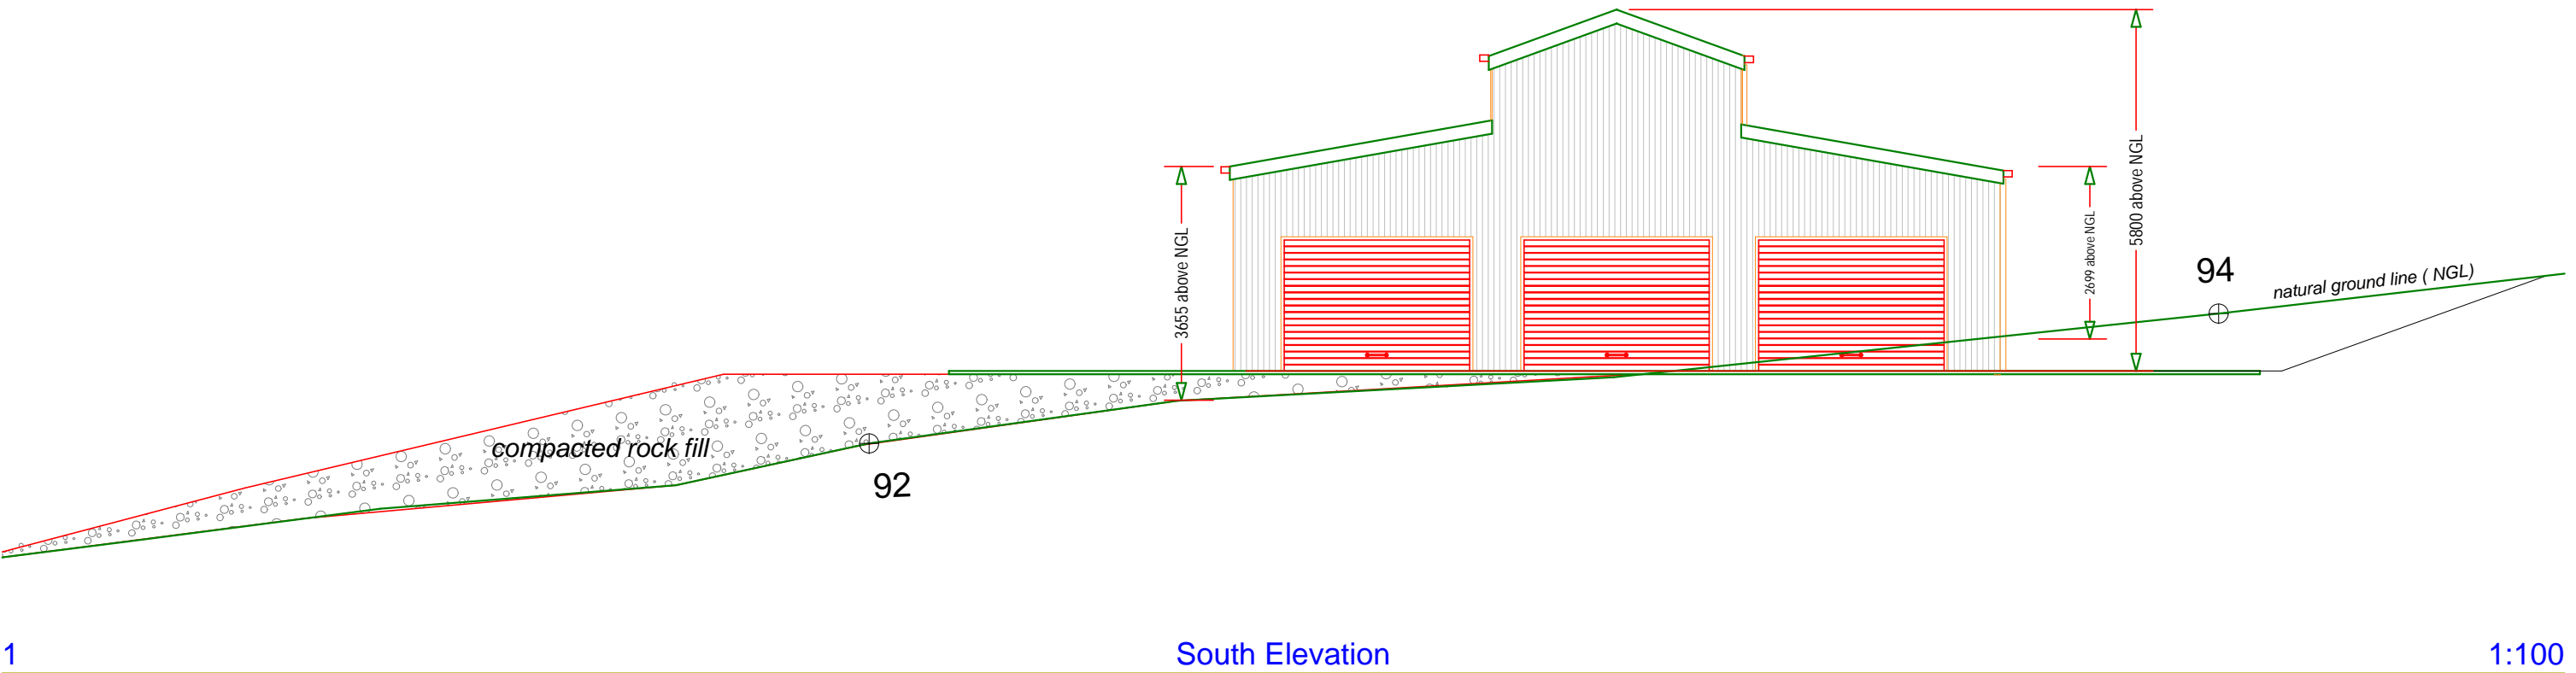 5800 above NGL
3655 above NGL
2699 above NGL
94
natural ground line ( NGL)
compacted rock fill
92
1
South Elevation
1:100